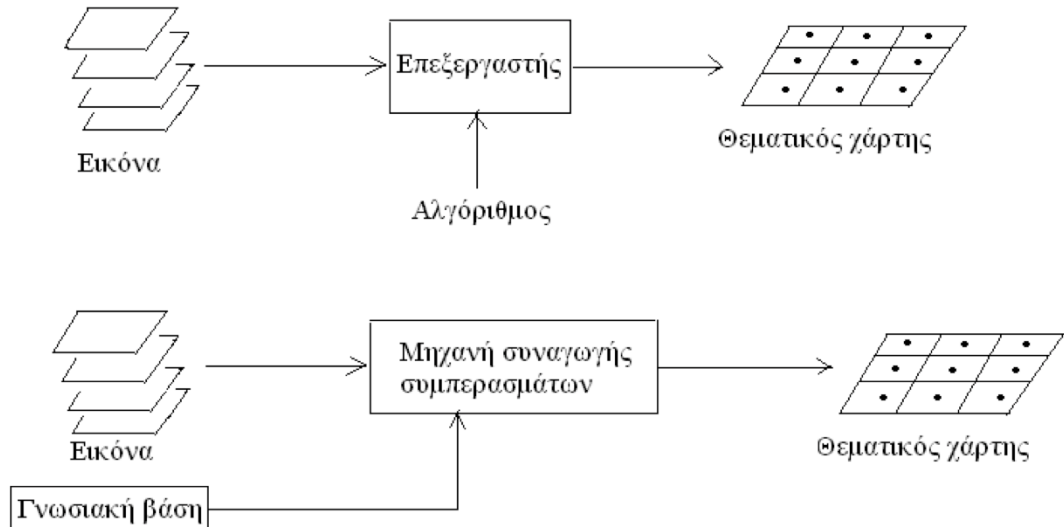 Επεξεργαστής
Εικόνα
Θεματικός χάρτης
Αλγόριθμος
Μηχανή συναγωγής
συμπερασμάτων
Εικόνα
Θεματικός χάρτης
Γνωσιακή βάση